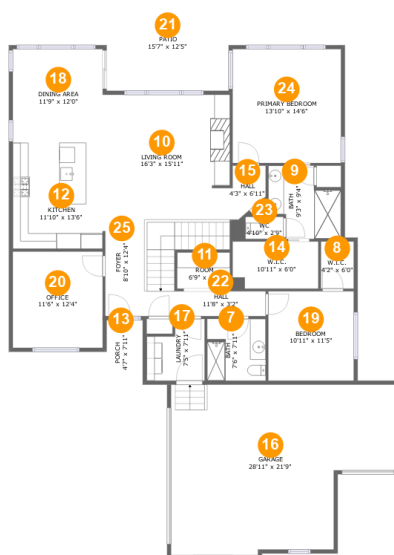 21
PATIO
15'7" x 12'5"
18
DINING AREA
11'9" x 12'0"
24
PRIMARY BEDROOM
13'10" x 14'6"
10
LIVING ROOM
16'3" x 15'11"
15
HALL
4'3" x 6'11"
9
BATH
9'3" x 9'4"
12
KITCHEN
11'10" x 13'6"
23
WC
4'10" x 2'9"
25
FOYER
8'10" x 12'4"
11
ROOM
6'9"
14
W.I.C.
10'11" x 6'0"
8
W.I.C.
4'2" x 6'0"
20
OFFICE
11'6" x 12'4"
22
HALL
11'8" x 3'2"
13
PORCH
4'7" x 7'11"
17
LAUNDRY
7'5" x 7'11"
7
BATH
7'6" x 7'11"
19
BEDROOM
10'11" x 11'5"
16
GARAGE
28'11" x 21'9"